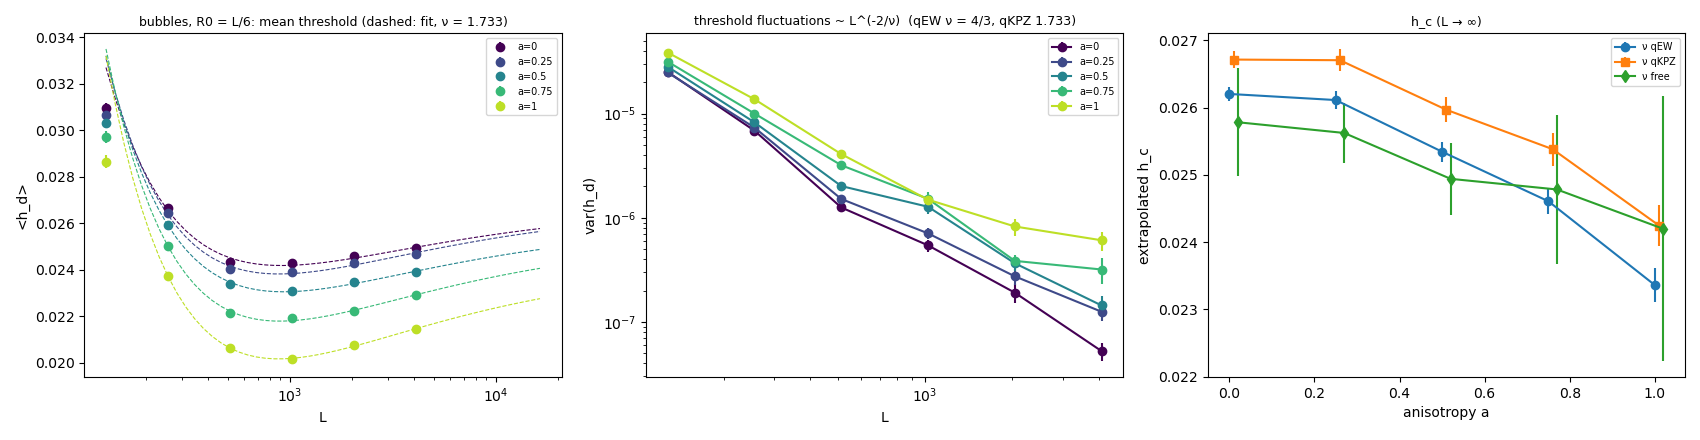 bubbles, R0 = L/6: mean threshold (dashed: fit, ν = 1.733)
<h_d>
0.034
0.032
0.030
0.028
0.026
0.024
0.022
0.020
10³
10⁴
L
a=0
a=0.25
a=0.5
a=0.75
a=1
threshold fluctuations ~ L^(-2/ν) (qEW ν = 4/3, qKPZ 1.733)
var(h_d)
10⁻⁵
10⁻⁶
10⁻⁷
10³
L
a=0
a=0.25
a=0.5
a=0.75
a=1
h_c (L → ∞)
extrapolated h_c
0.027
0.026
0.025
0.024
0.023
0.022
0.0
0.2
0.4
0.6
0.8
1.0
anisotropy a
ν qEW
ν qKPZ
ν free